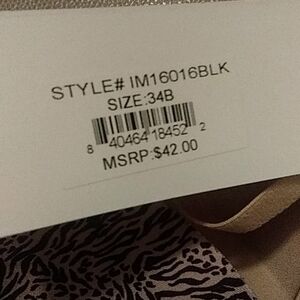 STYLE# IM16016BLK
SIZE:34B
8 40464 18452 2
MSRP:$42.00